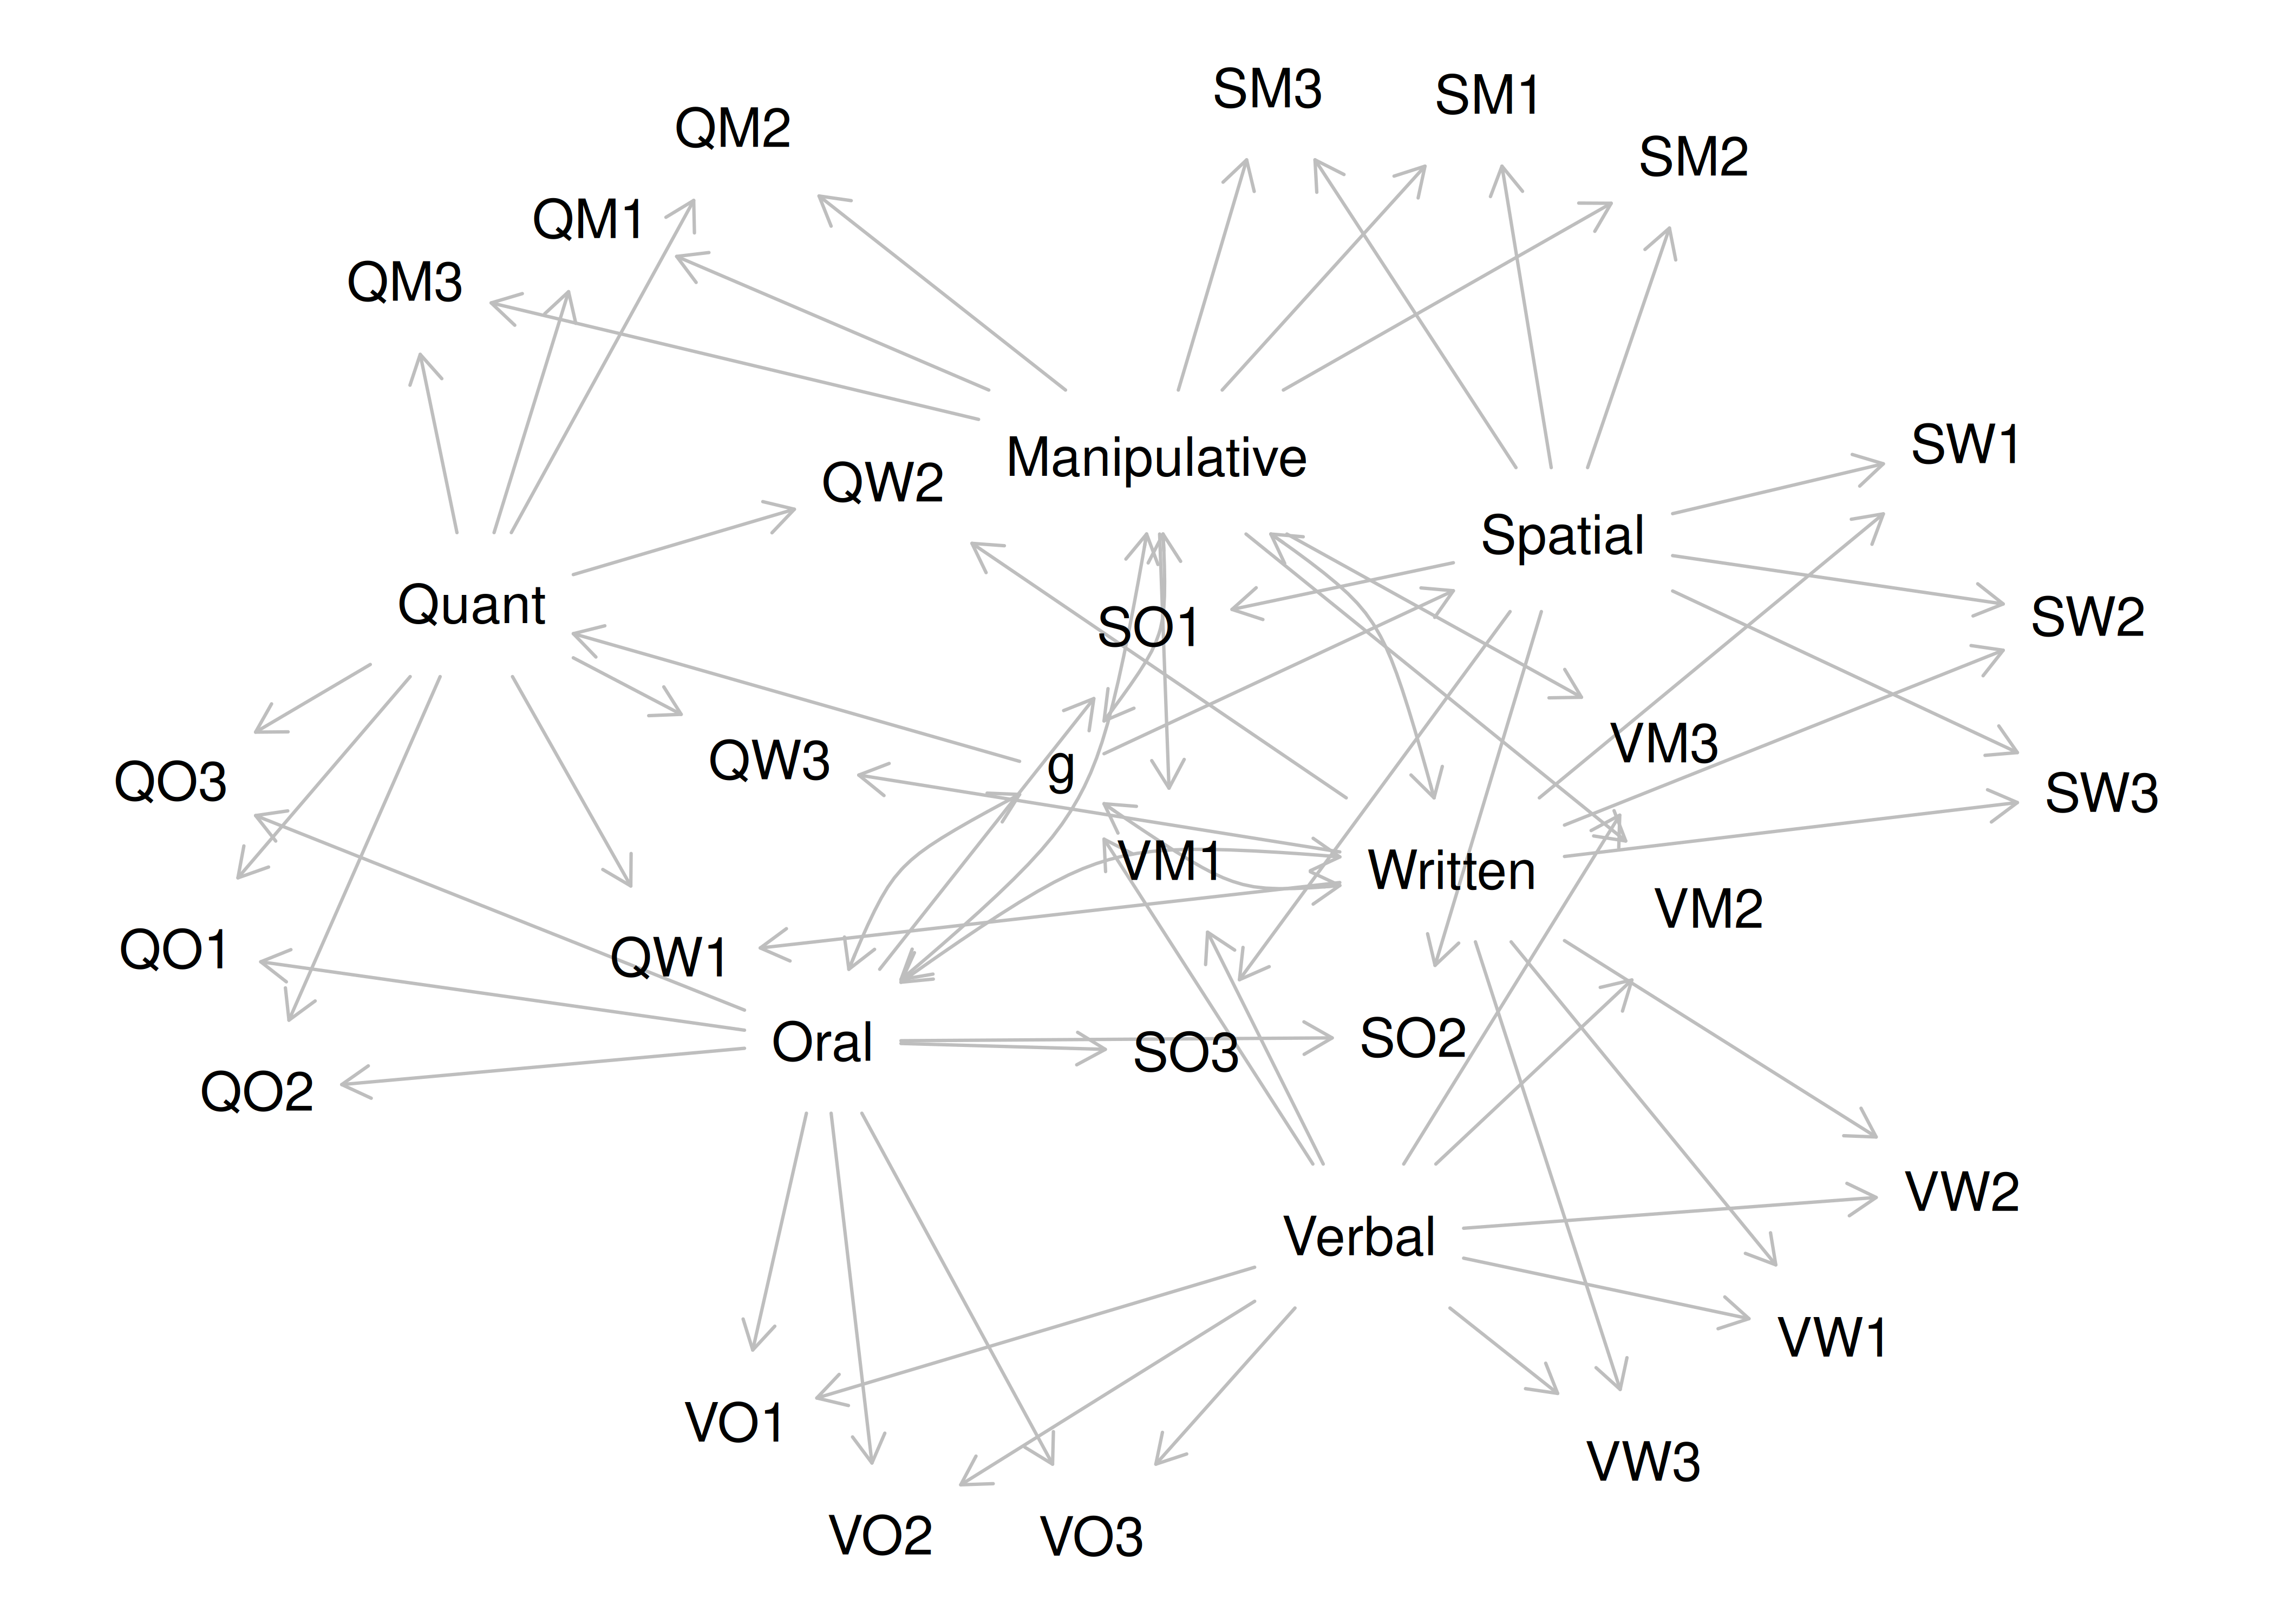 SM3
SM1
QM2
SM2
QM1
QM3
SW1
Manipulative
QW2
Spatial
Quant
SW2
SO1
VM3
QW3
g
QO3
SW3
VM1
Written
VM2
QO1
QW1
SO2
Oral
SO3
QO2
VW2
Verbal
VW1
VO1
VW3
VO2
VO3